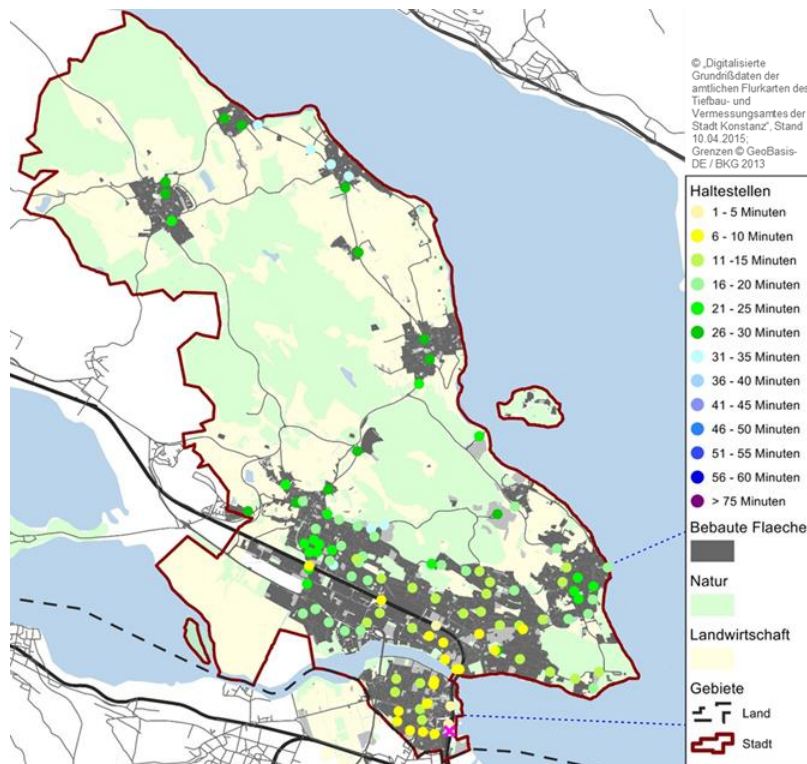 © „Digitalisierte
Grundrißdaten der
amtlichen Flurkarten des
Tiefbau- und
Vermessungsamtes der
Stadt Konstanz“, Stand
10.04.2015;
Grenzen © GeoBasis-
DE / BKG 2013
Haltestellen
1 - 5 Minuten
6 - 10 Minuten
11 -15 Minuten
16 - 20 Minuten
21 - 25 Minuten
26 - 30 Minuten
31 - 35 Minuten
36 - 40 Minuten
41 - 45 Minuten
46 - 50 Minuten
51 - 55 Minuten
56 - 60 Minuten
> 75 Minuten
Bebaute Flaeche
Natur
Landwirtschaft
Gebiete
Land
Stadt